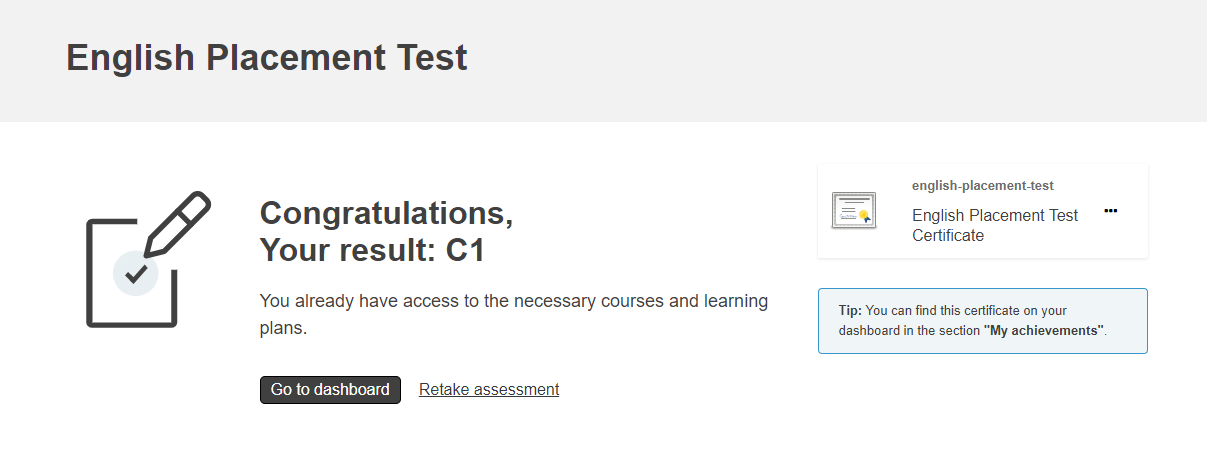 English Placement Test
Congratulations,
Your result: C1
You already have access to the necessary courses and learning
plans.
Go to dashboard
Retake assessment
english-placement-test
English Placement Test
Certificate
Tip: You can find this certificate on your
dashboard in the section "My achievements".